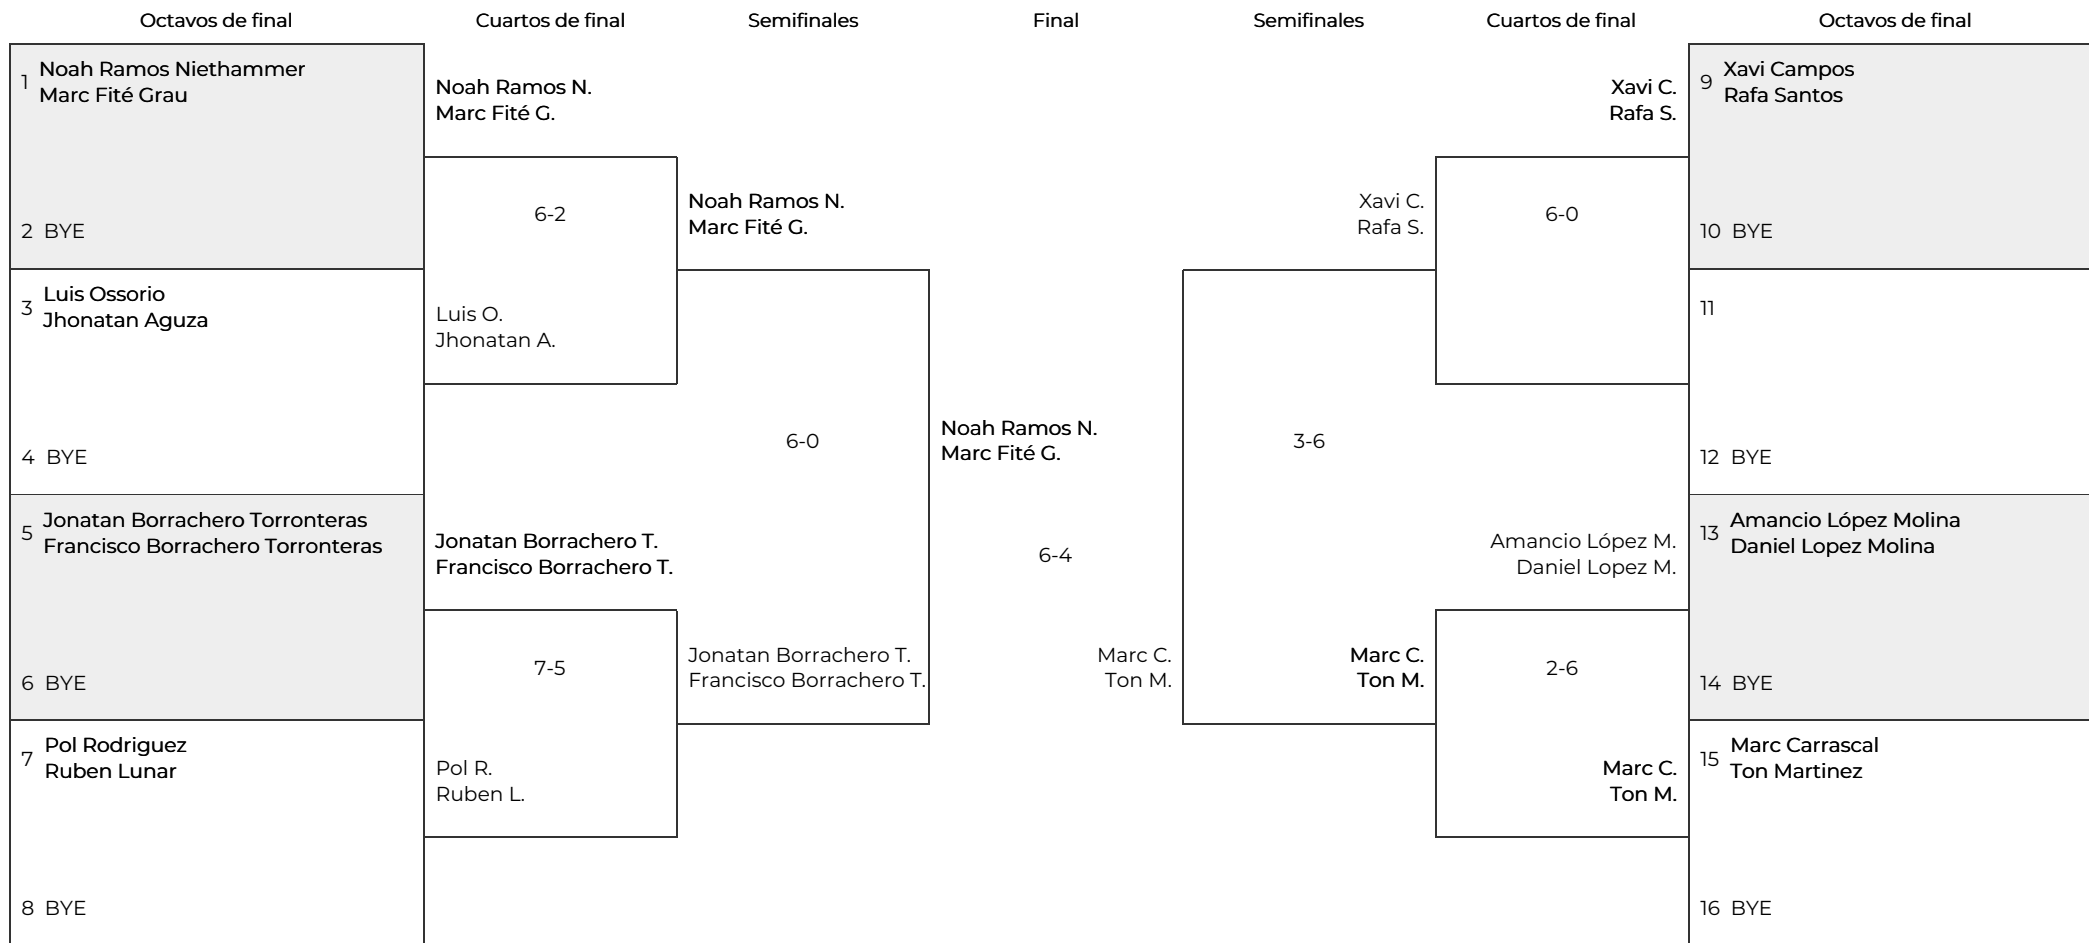 Octavos de final
Cuartos de final
Semifinales
Final
Semifinales
Cuartos de final
Octavos de final
1 Noah Ramos Niethammer
Marc Fité Grau
2 BYE
3 Luis Ossorio
Jhonatan Aguza
4 BYE
5 Jonatan Borrachero Torronteras
Francisco Borrachero Torronteras
6 BYE
7 Pol Rodriguez
Ruben Lunar
8 BYE
Noah Ramos N.
Marc Fité G.
6-2
Luis O.
Jhonatan A.
Jonatan Borrachero T.
Francisco Borrachero T.
7-5
Pol R.
Ruben L.
Noah Ramos N.
Marc Fité G.
6-0
Jonatan Borrachero T.
Francisco Borrachero T.
Noah Ramos N.
Marc Fité G.
6-4
Marc C.
Ton M.
Xavi C.
Rafa S.
3-6
Marc C.
Ton M.
Xavi C.
Rafa S.
6-0
Amancio López M.
Daniel Lopez M.
2-6
Marc C.
Ton M.
9 Xavi Campos
Rafa Santos
10 BYE
11
12 BYE
13 Amancio López Molina
Daniel Lopez Molina
14 BYE
15 Marc Carrascal
Ton Martinez
16 BYE